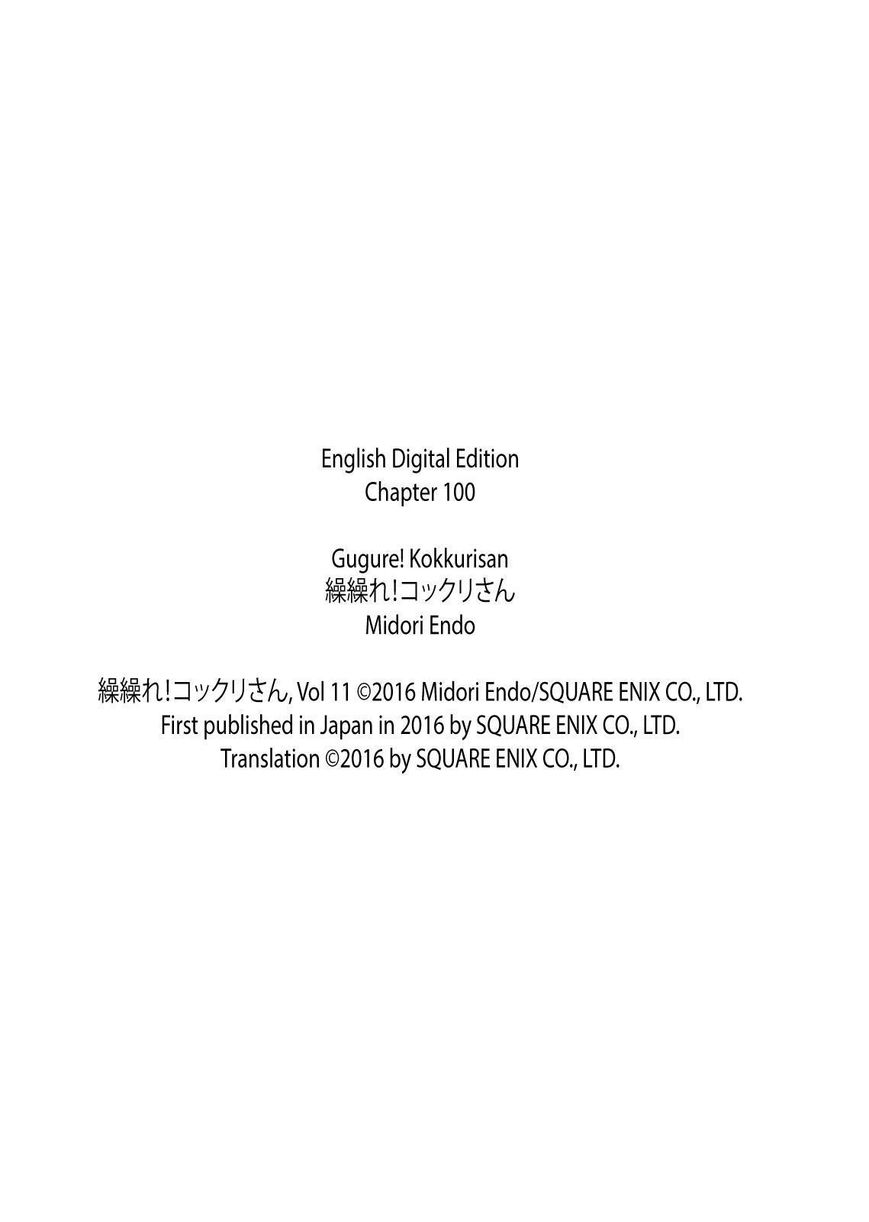 English Digital Edition
Chapter 100
Gugure! Kokkurisan
繰繰れ！コックリさん
Midori Endo
繰繰れ！コックリさん, Vol 11 ©2016 Midori Endo/SQUARE ENIX CO., LTD.
First published in Japan in 2016 by SQUARE ENIX CO., LTD.
Translation ©2016 by SQUARE ENIX CO., LTD.